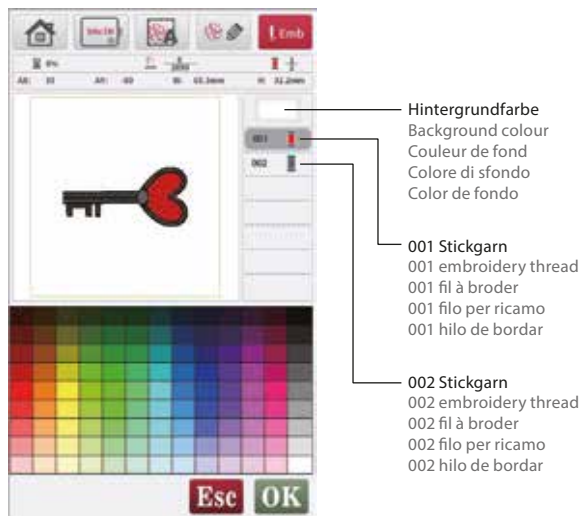 Emb
0%
001
002
Esc OK
Hintergrundfarbe
Background colour
Couleur de fond
Colore di sfondo
Color de fondo
001 Stickgarn
001 embroidery thread
001 fil à broder
001 filo per ricamo
001 hilo de bordar
002 Stickgarn
002 embroidery thread
002 fil à broder
002 filo per ricamo
002 hilo de bordar